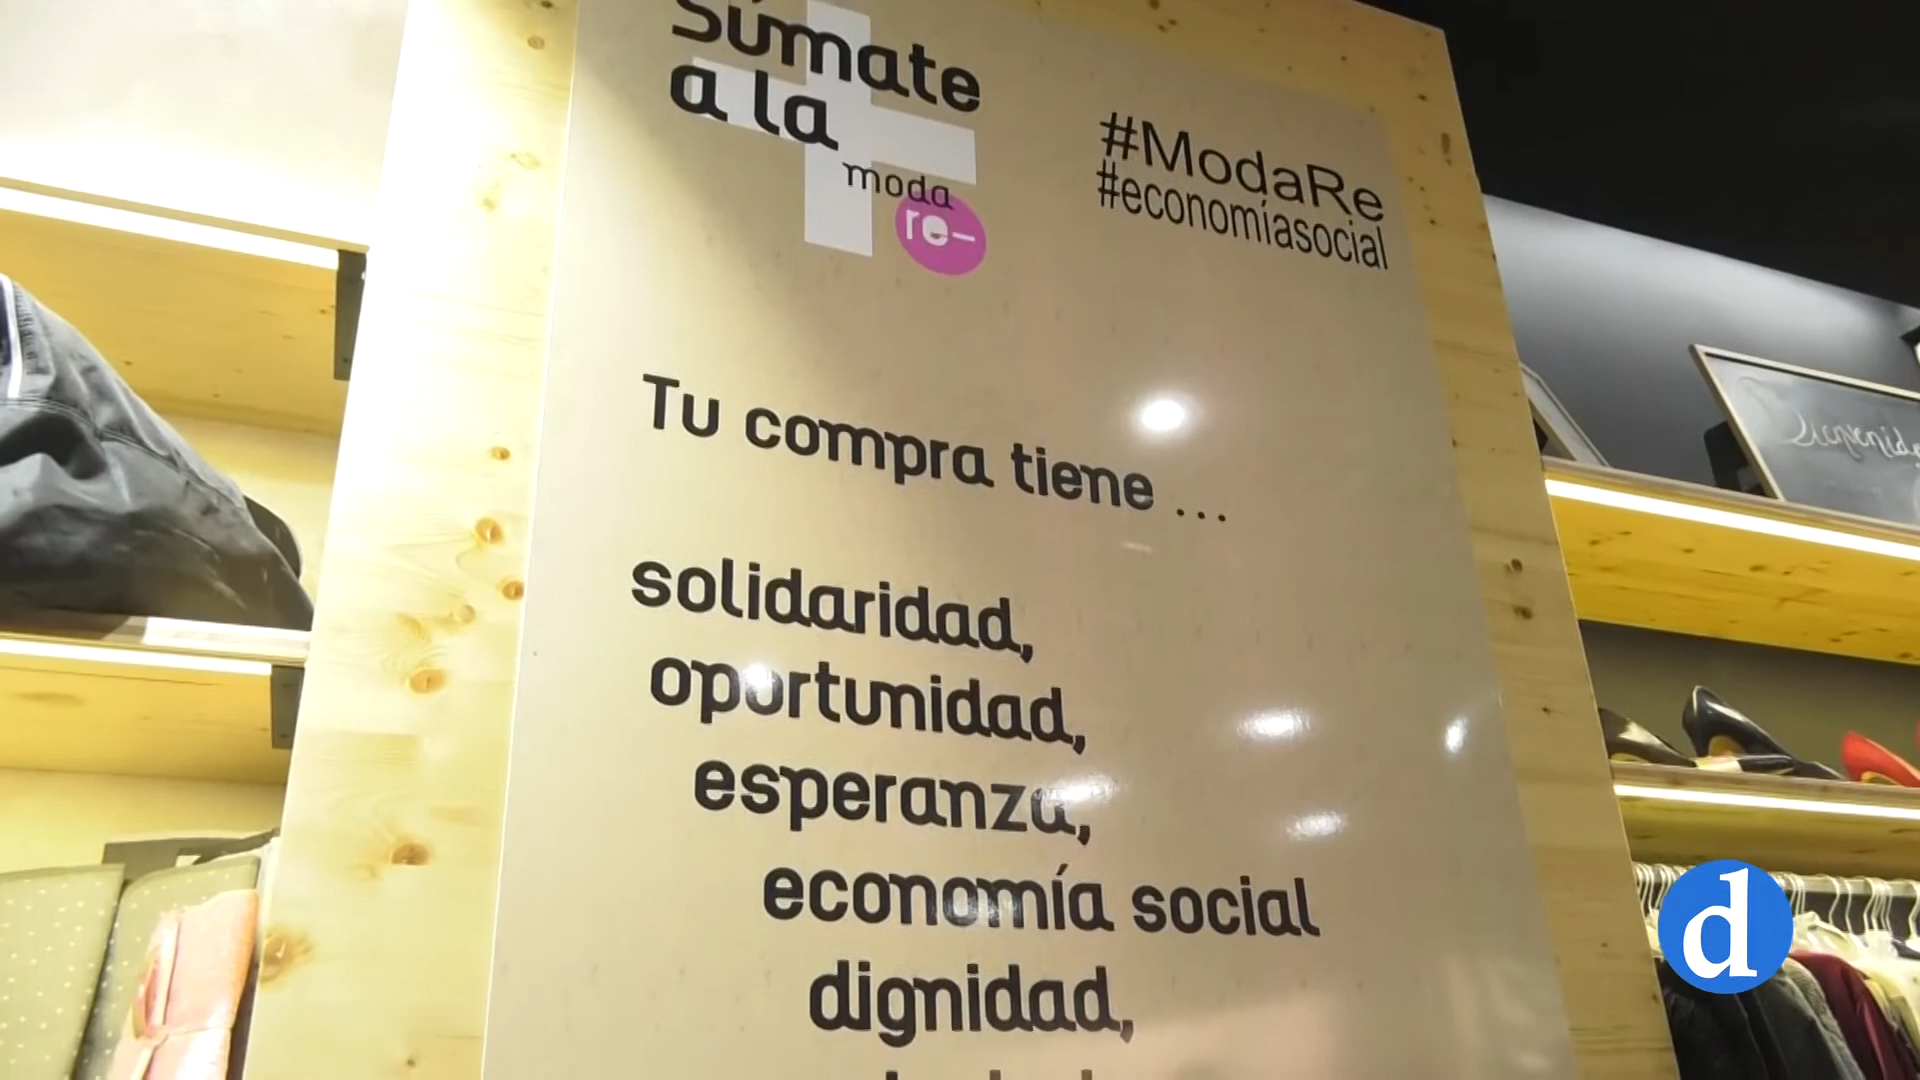 Súmate
a la
moda
re-
#ModaRe
#economíasocial
Tu compra tiene ...
solidaridad,
oportunidad,
esperanza,
economía social
dignidad,
d